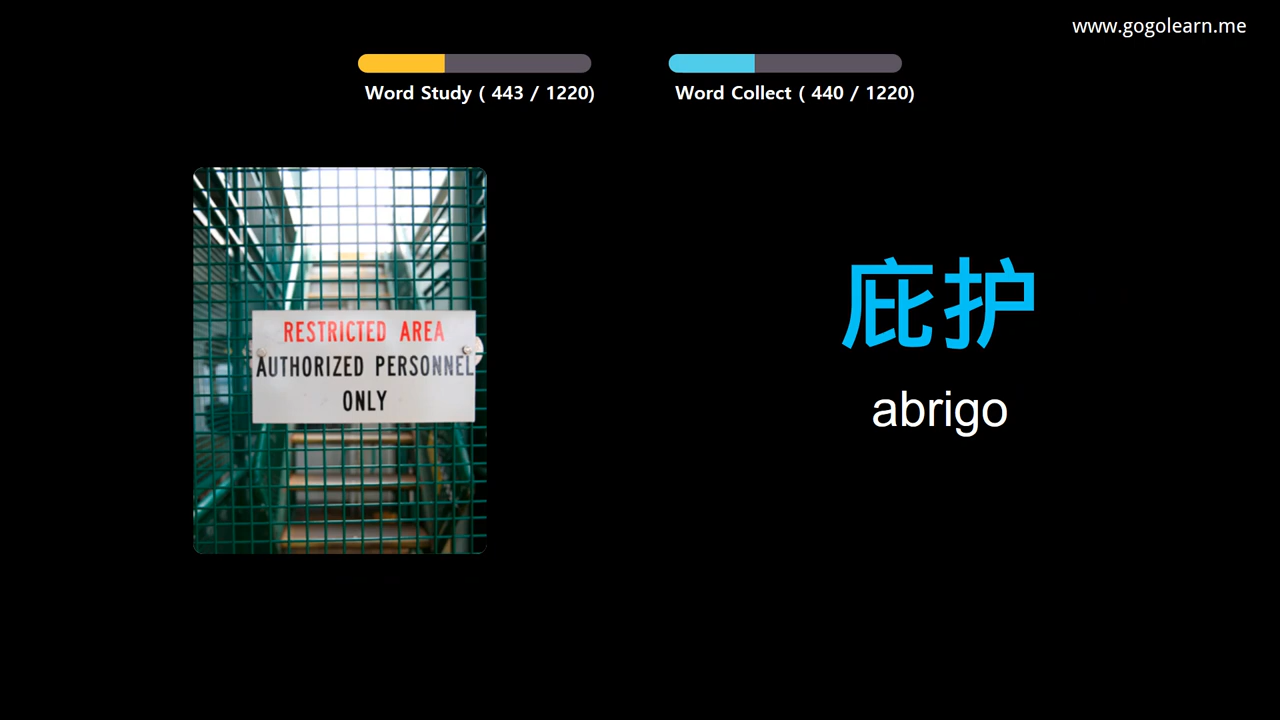 www.gogolearn.me
Word Study ( 443 / 1220)
Word Collect ( 440 / 1220)
RESTRICTED AREA
AUTHORIZED PERSONNEL
ONLY
庇护
abrigo